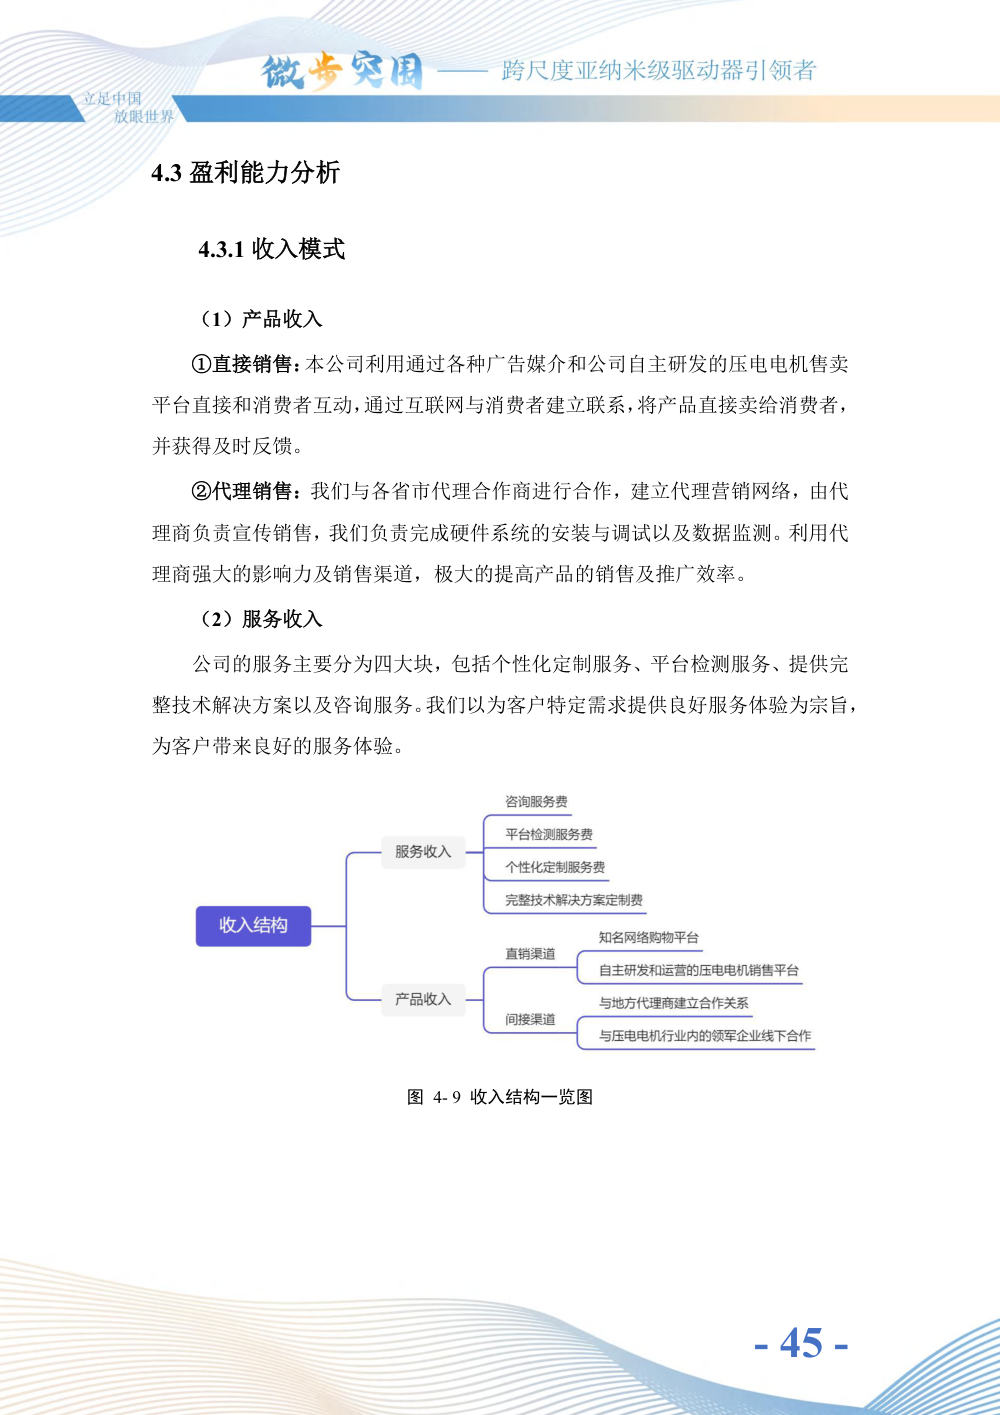 微步突围 —— 跨尺度亚纳米级驱动器引领者
立足中国
放眼世界
4.3 盈利能力分析
4.3.1 收入模式
（1）产品收入
①直接销售：本公司利用通过各种广告媒介和公司自主研发的压电电机售卖
平台直接和消费者互动，通过互联网与消费者建立联系，将产品直接卖给消费者，
并获得及时反馈。
②代理销售：我们与各省市代理合作商进行合作，建立代理营销网络，由代
理商负责宣传销售，我们负责完成硬件系统的安装与调试以及数据监测。利用代
理商强大的影响力及销售渠道，极大的提高产品的销售及推广效率。
（2）服务收入
公司的服务主要分为四大块，包括个性化定制服务、平台检测服务、提供完
整技术解决方案以及咨询服务。我们以为客户特定需求提供良好服务体验为宗旨，
为客户带来良好的服务体验。
收入结构
服务收入
咨询服务费
平台检测服务费
个性化定制服务费
完整技术解决方案定制费
产品收入
直销渠道
知名网络购物平台
自主研发和运营的压电电机销售平台
间接渠道
与地方代理商建立合作关系
与压电电机行业内的领军企业线下合作
图 4- 9 收入结构一览图
- 45 -